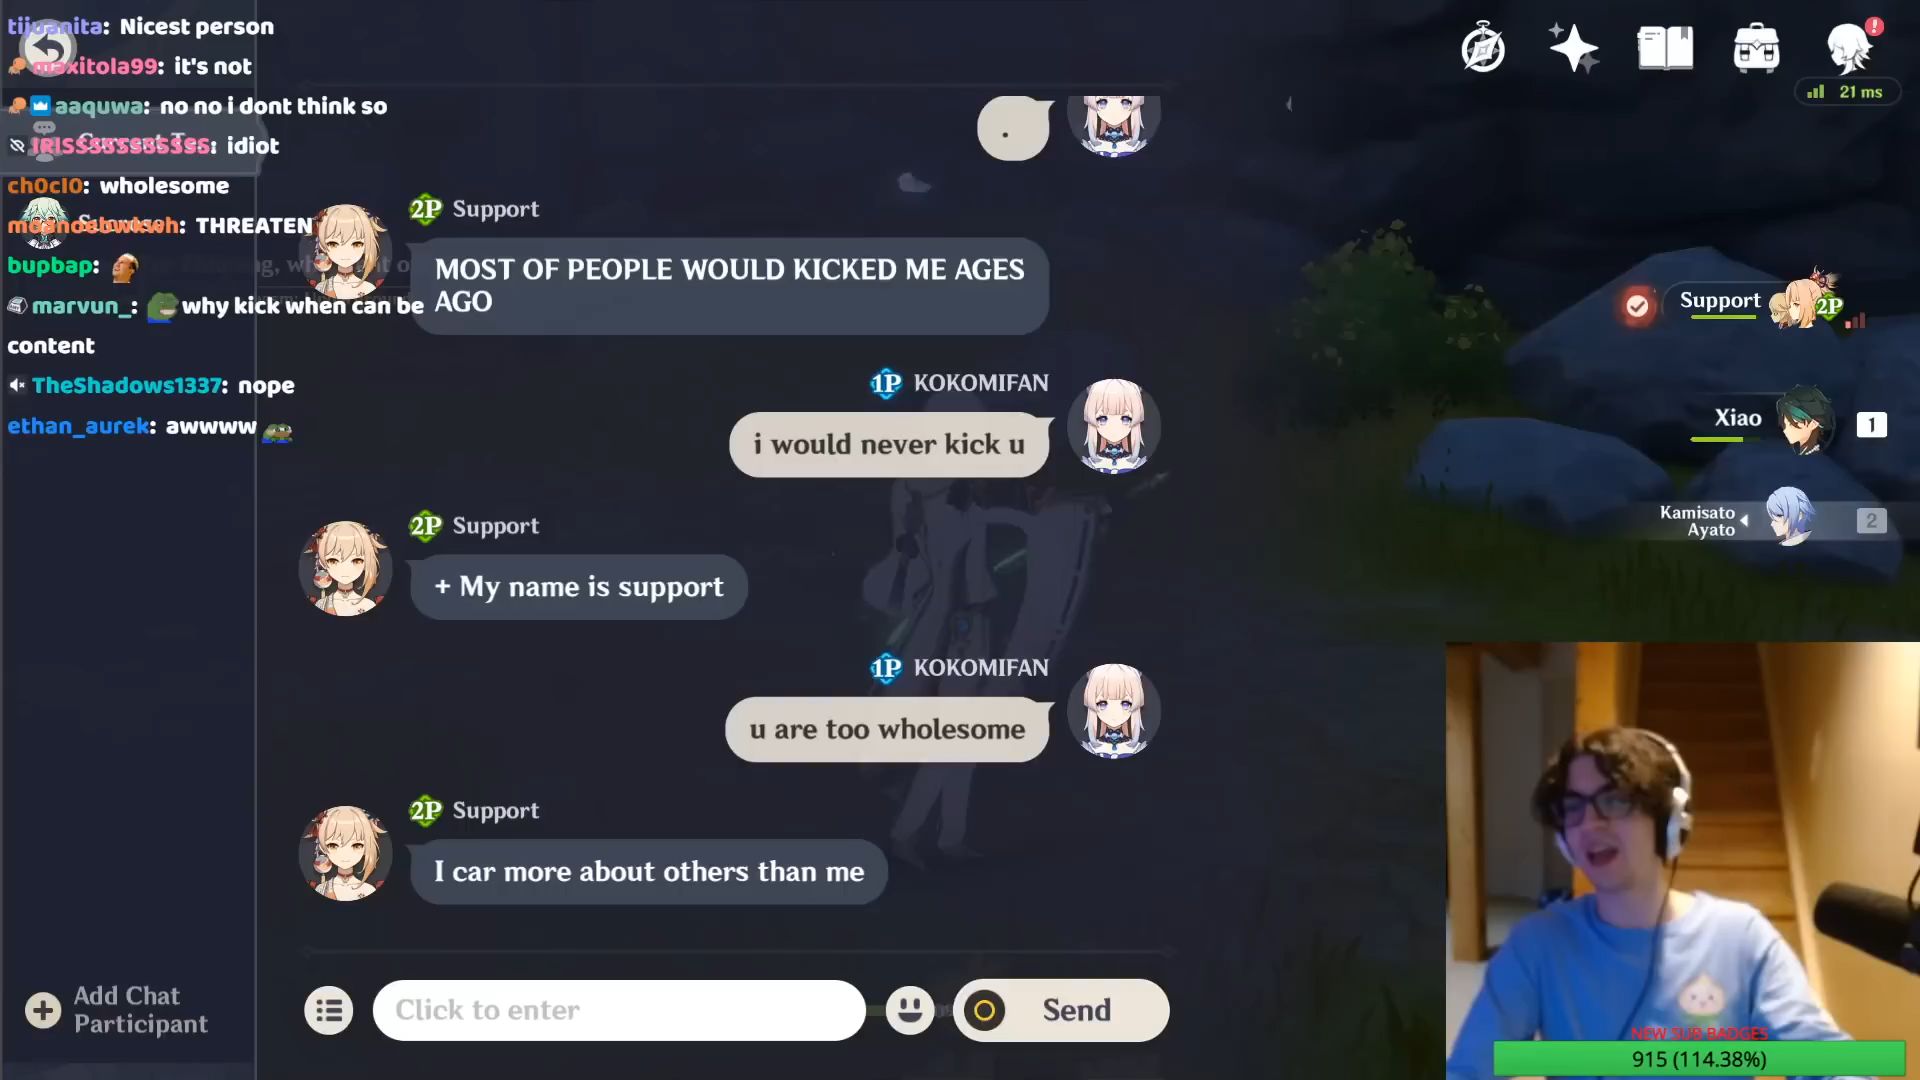 tijuanita: Nicest person
maxitola99: it's not
aaquwa: no no i dont think so
idiot
ch0cl0: wholesome
THREATEN
bupbap:
marvun_: why kick when can be
content
TheShadows1337: nope
ethan_aurek: awwww
Add Chat
Participant
.
2P Support
MOST OF PEOPLE WOULD KICKED ME AGES
AGO
1P KOKOMIFAN
i would never kick u
2P Support
+ My name is support
1P KOKOMIFAN
u are too wholesome
2P Support
I car more about others than me
Click to enter
Send
21 ms
Support 2P
Xiao 1
Kamisato
Ayato
2
NEW SUB BADGES
915 (114.38%)